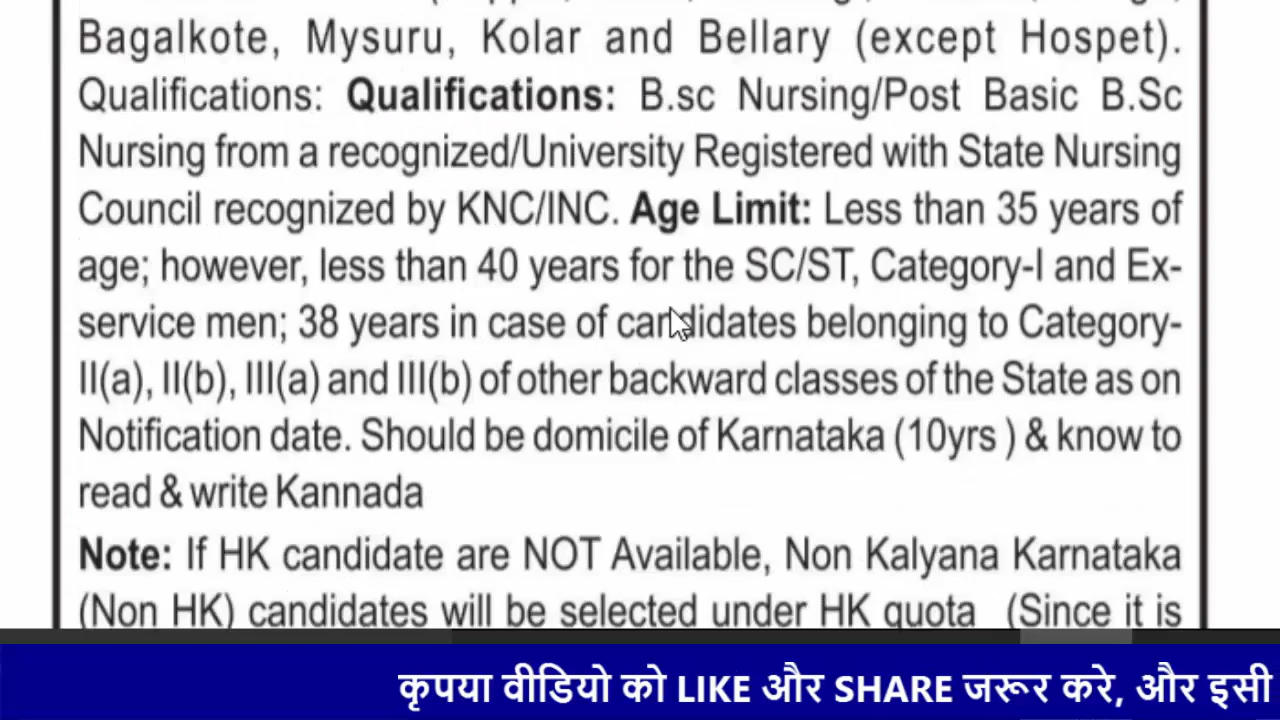 Bagalkote, Mysuru, Kolar and Bellary (except Hospet).
Qualifications: Qualifications: B.sc Nursing/Post Basic B.Sc
Nursing from a recognized/University Registered with State Nursing
Council recognized by KNC/INC. Age Limit: Less than 35 years of
age; however, less than 40 years for the SC/ST, Category-I and Ex-
service men; 38 years in case of candidates belonging to Category-
II(a), II(b), III(a) and III(b) of other backward classes of the State as on
Notification date. Should be domicile of Karnataka (10yrs ) & know to
read & write Kannada
Note: If HK candidate are NOT Available, Non Kalyana Karnataka
(Non HK) candidates will be selected under HK quota (Since it is
कृपया वीडियो को LIKE और SHARE जरूर करे, और इसी